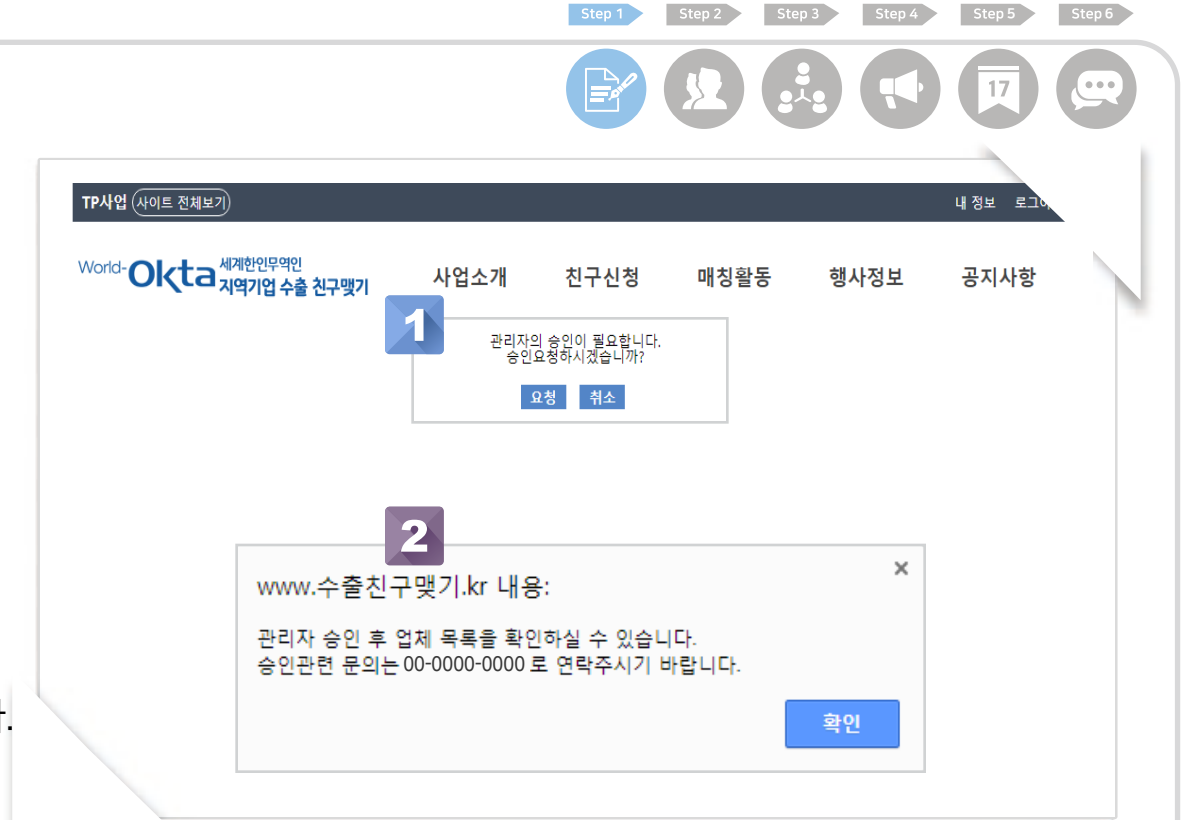 Step 1 Step 2 Step 3 Step 4 Step 5 Step 6
17
TP사업 사이트 전체보기 내 정보
World-Okta 세계한인무역인
지역기업 수출 친구맺기
사업소개 친구신청 매칭활동 행사정보 공지사항
1
관리자의 승인이 필요합니다.
승인요청하시겠습니까?
요청 취소
2
www.수출친구맺기.kr 내용:
관리자 승인 후 업체 목록을 확인하실 수 있습니다.
승인관련 문의는 00-0000-0000 로 연락주시기 바랍니다.
확인